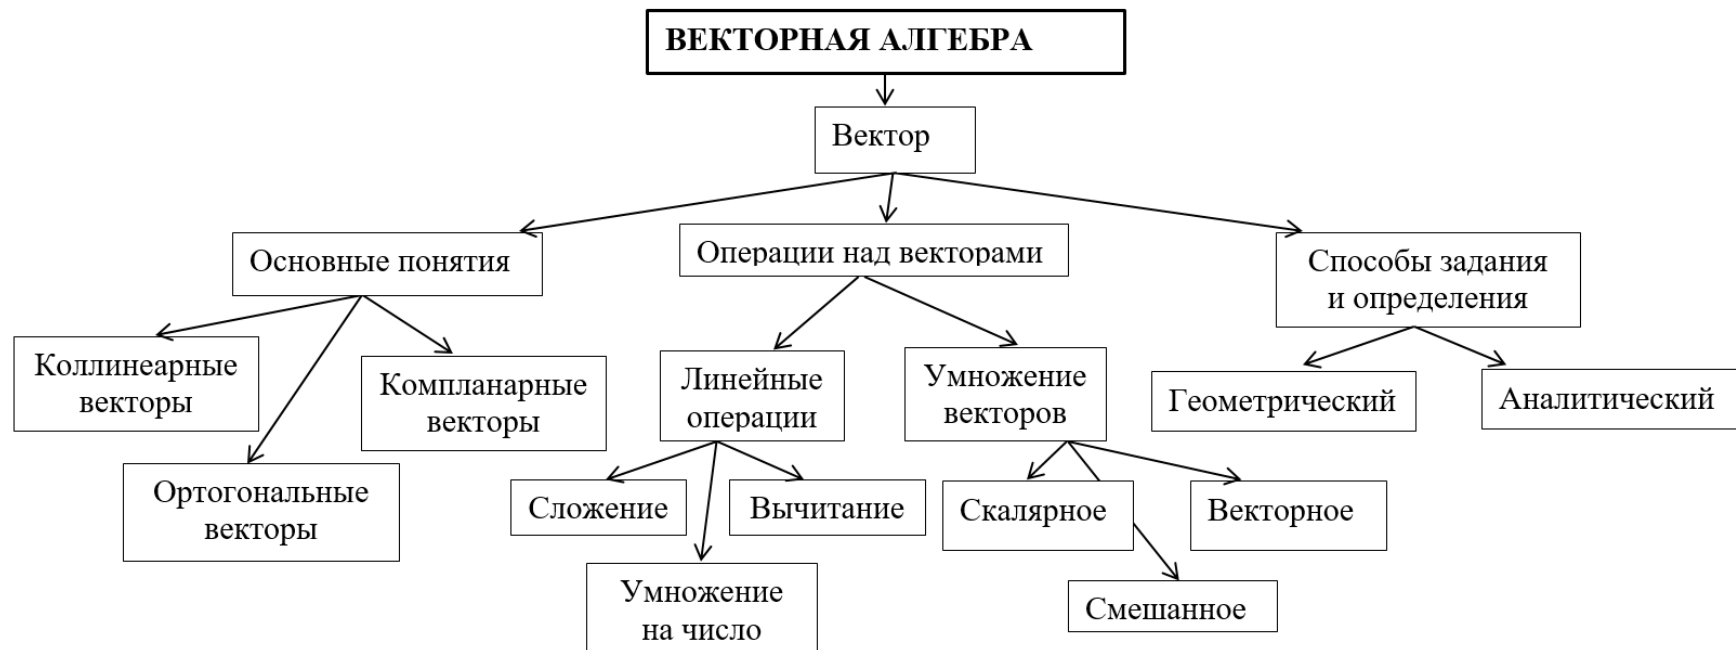 ВЕКТОРНАЯ АЛГЕБРА
Вектор
Основные понятия
Операции над векторами
Способы задания
и определения
Коллинеарные
векторы
Компланарные
векторы
Линейные
операции
Умножение
векторов
Геометрический
Аналитический
Ортогональные
векторы
Сложение
Вычитание
Скалярное
Векторное
Умножение
на число
Смешанное